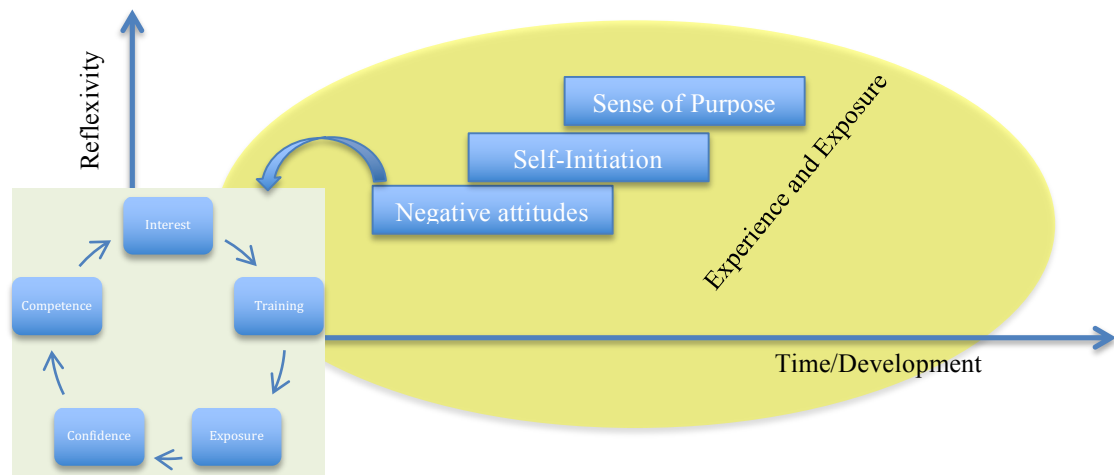 Reflexivity
Sense of Purpose
Self-Initiation
Negative attitudes
Experience and Exposure
Interest
Competence
Training
Confidence
Exposure
Time/Development